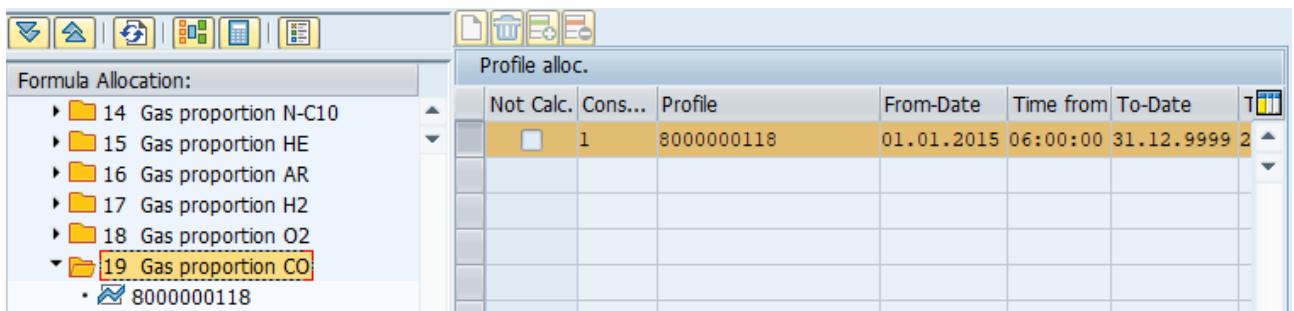 Formula Allocation:
14 Gas proportion N-C10
15 Gas proportion HE
16 Gas proportion AR
17 Gas proportion H2
18 Gas proportion O2
19 Gas proportion CO
8000000118
Profile alloc.
Not Calc. Cons... Profile From-Date Time from To-Date T
1 8000000118 01.01.2015 06:00:00 31.12.9999 2